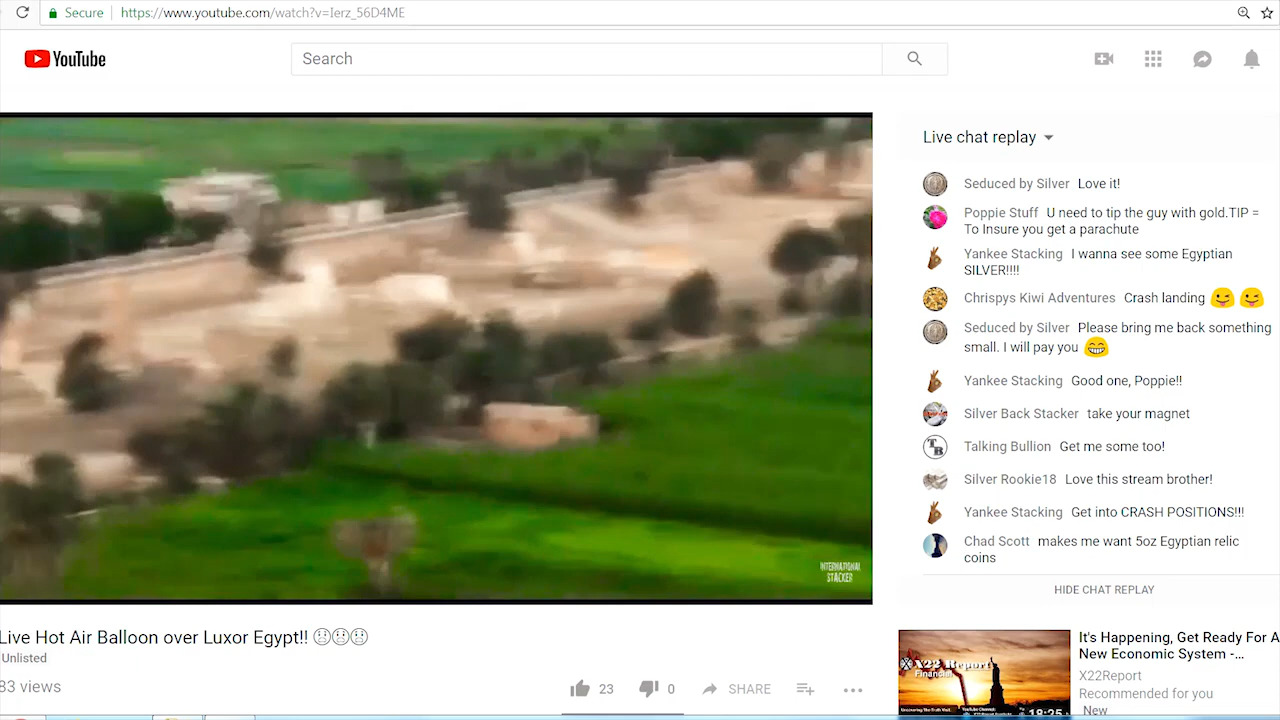 Secure https://www.youtube.com/watch?v=Ierz_56D4ME
YouTube
Search
Live chat replay
Seduced by Silver Love it!
Poppie Stuff U need to tip the guy with gold.TIP =
To Insure you get a parachute
Yankee Stacking I wanna see some Egyptian
SILVER!!!!
Chrispys Kiwi Adventures Crash landing 😜 😜
Seduced by Silver Please bring me back something
small. I will pay you 😁
Yankee Stacking Good one, Poppie!!
Silver Back Stacker take your magnet
TB
Talking Bullion Get me some too!
Silver Rookie18 Love this stream brother!
Yankee Stacking Get into CRASH POSITIONS!!!
Chad Scott makes me want 5oz Egyptian relic
coins
HIDE CHAT REPLAY
INTERNATIONAL
STACKER
Live Hot Air Balloon over Luxor Egypt!!
Unlisted
83 views
23
0
SHARE
X22 Report
Financial
18:25
It's Happening, Get Ready For A
New Economic System -...
X22Report
Recommended for you
New